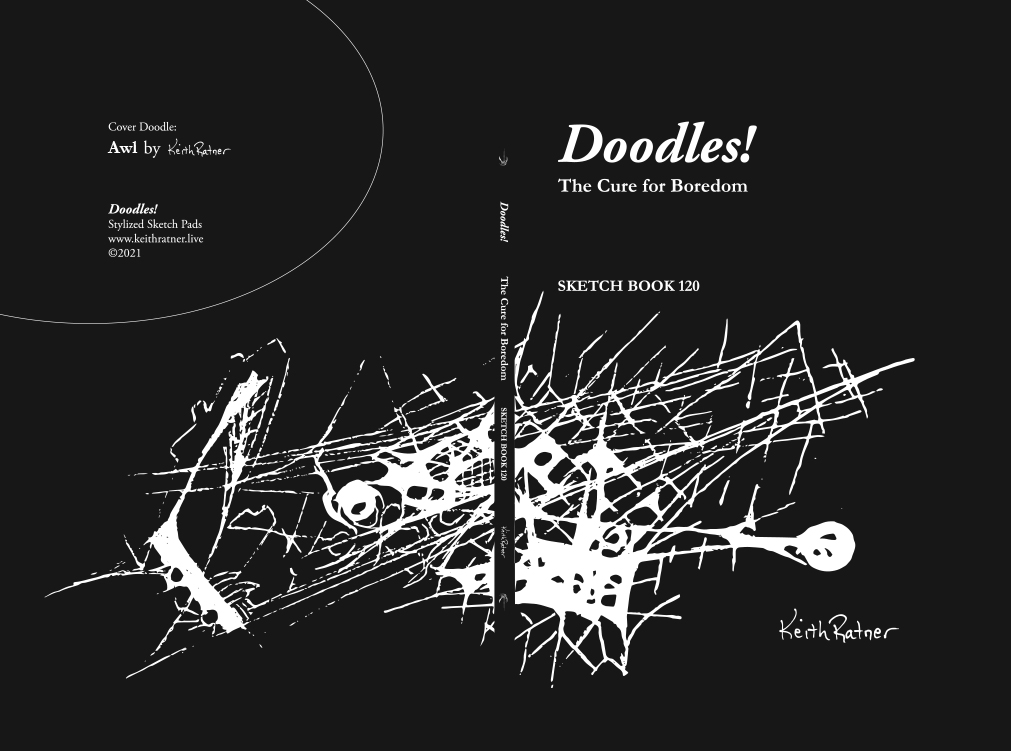 Cover Doodle:
Awl by Keith Ratner
Doodles!
Stylized Sketch Pads
www.keithratner.live
©2021
Doodles!
The Cure for Boredom
SKETCH BOOK 120
Keith Ratner
Doodles!
The Cure for Boredom
SKETCH BOOK 120
Keith Ratner